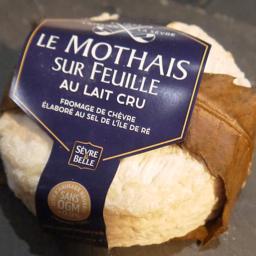 LE MOTHAIS
SUR FEUILLE
AU LAIT CRU
FROMAGE DE CHÈVRE
ÉLABORÉ AU SEL DE L'ÎLE DE RÉ
SÈVRE
& BELLE
SANS
OGM